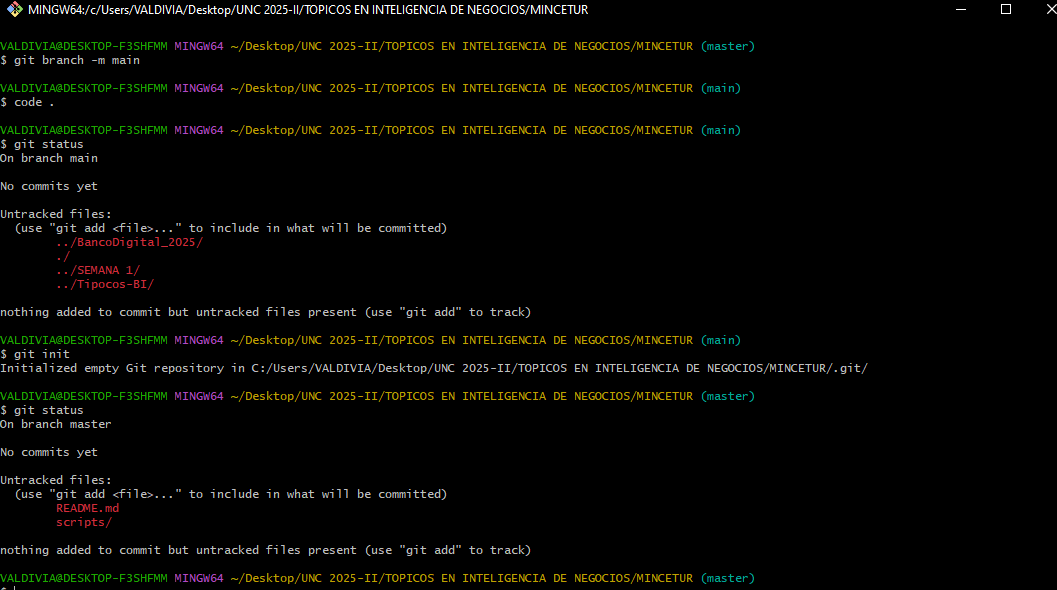 MINGW64:/c/Users/VALDIVIA/Desktop/UNC 2025-II/TOPICOS EN INTELIGENCIA DE NEGOCIOS/MINCETUR
VALDIVIA@DESKTOP-F3SHFMM MINGW64 ~/Desktop/UNC 2025-II/TOPICOS EN INTELIGENCIA DE NEGOCIOS/MINCETUR (master)
$ git branch -m main
VALDIVIA@DESKTOP-F3SHFMM MINGW64 ~/Desktop/UNC 2025-II/TOPICOS EN INTELIGENCIA DE NEGOCIOS/MINCETUR (main)
$ code .
VALDIVIA@DESKTOP-F3SHFMM MINGW64 ~/Desktop/UNC 2025-II/TOPICOS EN INTELIGENCIA DE NEGOCIOS/MINCETUR (main)
$ git status
On branch main
No commits yet
Untracked files:
(use "git add <file>..." to include in what will be committed)
../BancoDigital_2025/
./
../SEMANA 1/
../Tipocos-BI/
nothing added to commit but untracked files present (use "git add" to track)
VALDIVIA@DESKTOP-F3SHFMM MINGW64 ~/Desktop/UNC 2025-II/TOPICOS EN INTELIGENCIA DE NEGOCIOS/MINCETUR (main)
$ git init
Initialized empty Git repository in C:/Users/VALDIVIA/Desktop/UNC 2025-II/TOPICOS EN INTELIGENCIA DE NEGOCIOS/MINCETUR/.git/
VALDIVIA@DESKTOP-F3SHFMM MINGW64 ~/Desktop/UNC 2025-II/TOPICOS EN INTELIGENCIA DE NEGOCIOS/MINCETUR (master)
$ git status
On branch master
No commits yet
Untracked files:
(use "git add <file>..." to include in what will be committed)
README.md
scripts/
nothing added to commit but untracked files present (use "git add" to track)
VALDIVIA@DESKTOP-F3SHFMM MINGW64 ~/Desktop/UNC 2025-II/TOPICOS EN INTELIGENCIA DE NEGOCIOS/MINCETUR (master)
$